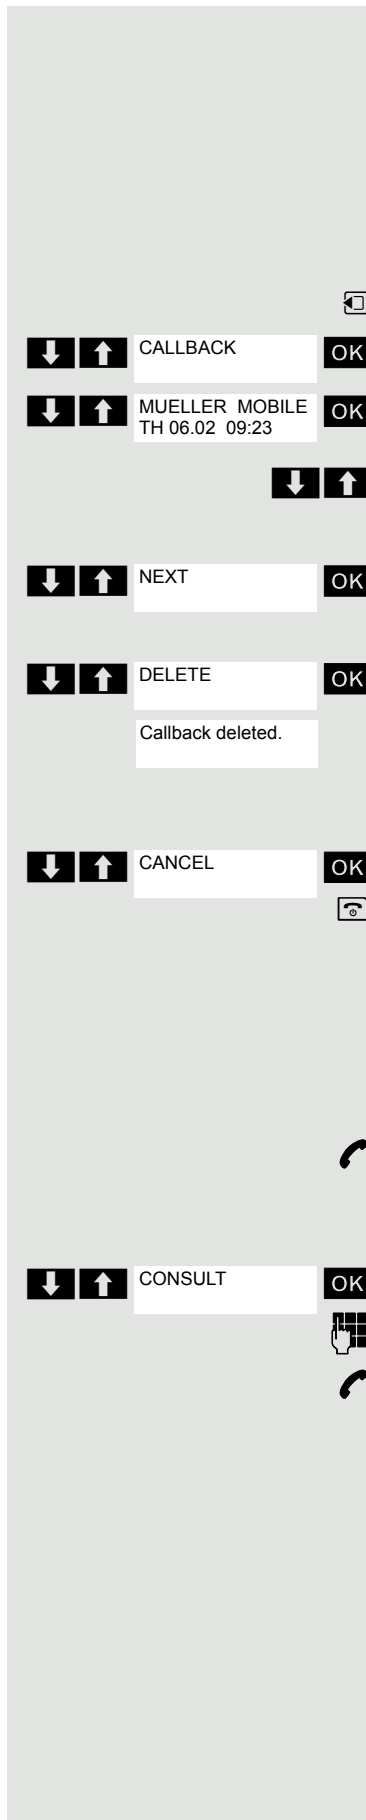 CALLBACK OK
MUELLER MOBILE OK
TH 06.02 09:23
NEXT OK
DELETE OK
Callback deleted.
CANCEL OK
CONSULT OK